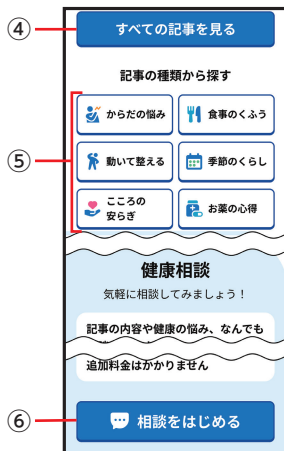 ④
すべての記事を見る
記事の種類から探す
⑤
からだの悩み
食事のくふう
動いて整える
季節のくらし
こころの
安らぎ
お薬の心得
健康相談
気軽に相談してみましょう！
記事の内容や健康の悩み、なんでも
追加料金はかかりません
⑥
相談をはじめる